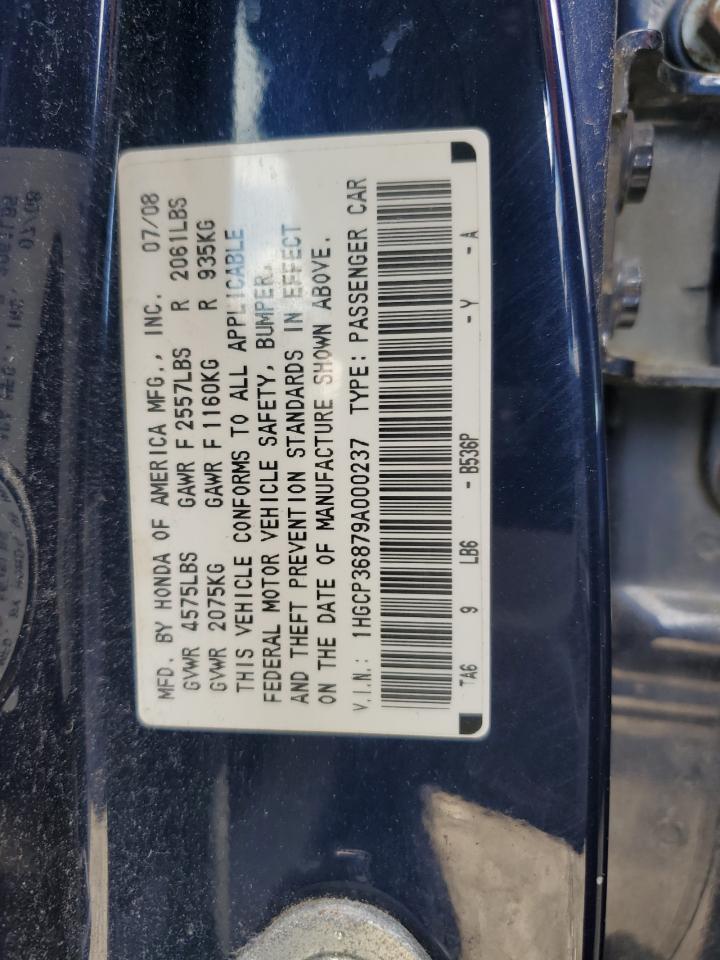 MFD. BY HONDA OF AMERICA MFG., INC. 07/08
GVWR 4575LBS GAWR F 2557LBS R 2061LBS
GVWR 2075KG GAWR F 1160KG R 935KG
THIS VEHICLE CONFORMS TO ALL APPLICABLE
FEDERAL MOTOR VEHICLE SAFETY, BUMPER,
AND THEFT PREVENTION STANDARDS IN EFFECT
ON THE DATE OF MANUFACTURE SHOWN ABOVE.
V.I.N.: 1HGCP36879A000237 TYPE: PASSENGER CAR
TA6 9 LB6 - B536P - Y - A